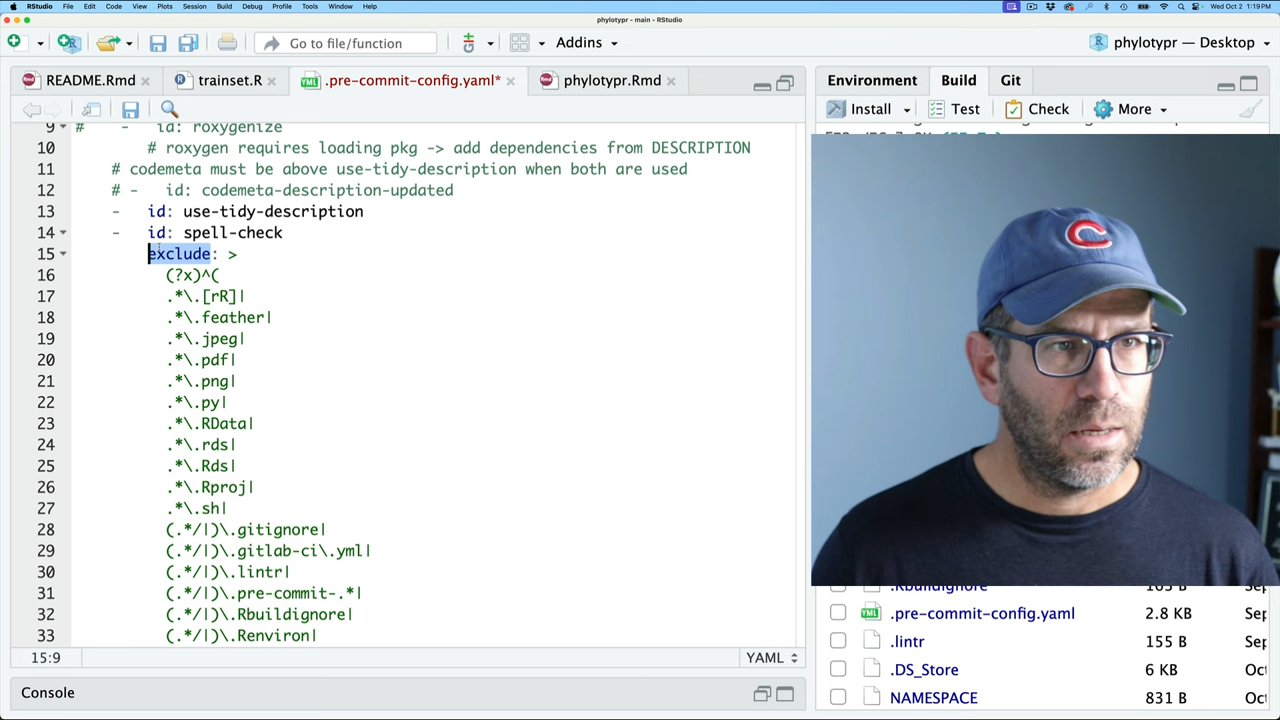 RStudio File Edit Code View Plots Session Build Debug Profile Tools Window Help
Wed Oct 2 1:19 PM
phylotypr - main - RStudio
Go to file/function
Addins
phylotypr — Desktop
README.Rmd
trainset.R
.pre-commit-config.yaml*
phylotypr.Rmd
Environment Build Git
Install Test Check More
9 # - id: roxygenize
10 # roxygen requires loading pkg -> add dependencies from DESCRIPTION
11 # codemeta must be above use-tidy-description when both are used
12 # - id: codemeta-description-updated
13 - id: use-tidy-description
14 - id: spell-check
15 exclude: >
16 (?x)^(
17 .*\.[rR]|
18 .*\.feather|
19 .*\.jpeg|
20 .*\.pdf|
21 .*\.png|
22 .*\.py|
23 .*\.RData|
24 .*\.rds|
25 .*\.Rds|
26 .*\.Rproj|
27 .*\.sh|
28 (.*/|)\.gitignore|
29 (.*/|)\.gitlab-ci\.yml|
30 (.*/|)\.lintr|
31 (.*/|)\.pre-commit-.*|
32 (.*/|)\.Rbuildignore|
33 (.*/|)\.Renviron|
15:9
YAML
Console
.Rbuildignore
.pre-commit-config.yaml 2.8 KB Sep
.lintr 155 B Sep
.DS_Store 6 KB Oct
NAMESPACE 831 B Oct
C